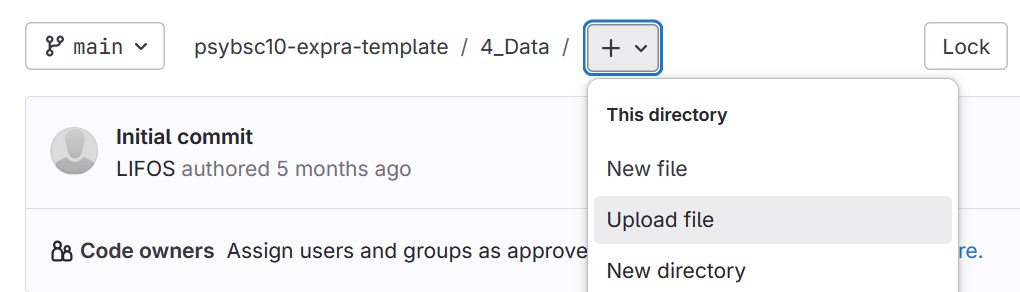 main psybsc10-expra-template / 4_Data / Lock
This directory
Initial commit
LIFOS authored 5 months ago
New file
Upload file
Code owners Assign users and groups as approve re.
New directory